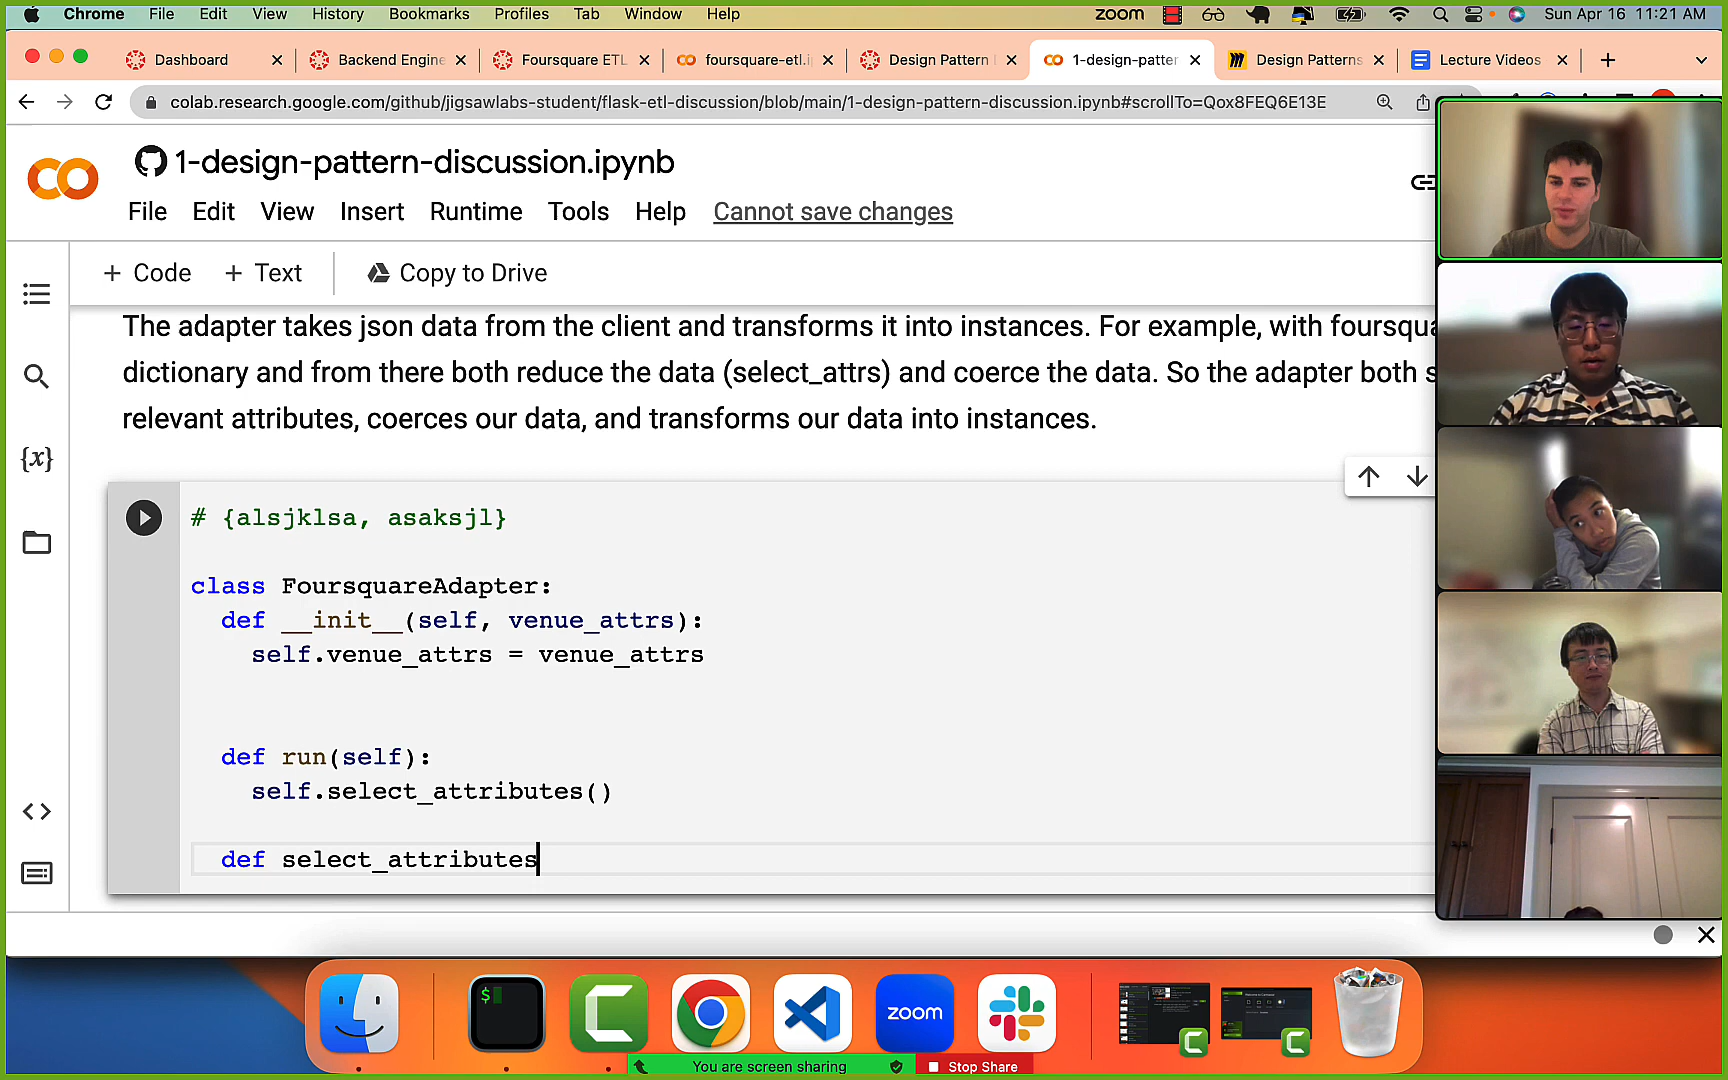 Chrome File Edit View History Bookmarks Profiles Tab Window Help zoom Sun Apr 16 11:21 AM
Dashboard Backend Engine Foursquare ETL foursquare-etl.i Design Pattern 1-design-patter Design Patterns Lecture Videos
colab.research.google.com/github/jigsawlabs-student/flask-etl-discussion/blob/main/1-design-pattern-discussion.ipynb#scrollTo=Qox8FEQ6E13E
1-design-pattern-discussion.ipynb
File Edit View Insert Runtime Tools Help Cannot save changes
+ Code + Text Copy to Drive
The adapter takes json data from the client and transforms it into instances. For example, with foursqua
dictionary and from there both reduce the data (select_attrs) and coerce the data. So the adapter both s
relevant attributes, coerces our data, and transforms our data into instances.
# {alsjklsa, asaksjl}
class FoursquareAdapter:
def __init__(self, venue_attrs):
self.venue_attrs = venue_attrs
def run(self):
self.select_attributes()
def select_attributes
{x}
$
zoom
You are screen sharing Stop Share